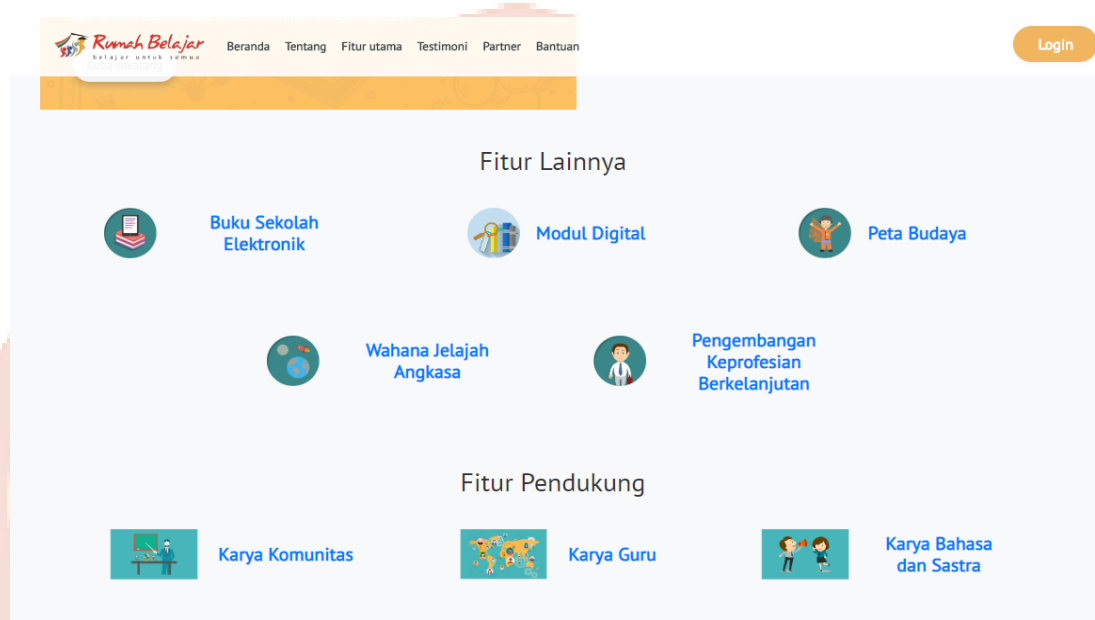 Rumah Belajar
belajar untuk semua
Beranda Tentang Fitur utama Testimoni Partner Bantuan
Login
Coba sekarang
Fitur Lainnya
Buku Sekolah
Elektronik
Modul Digital
Peta Budaya
Wahana Jelajah
Angkasa
Pengembangan
Keprofesian
Berkelanjutan
Fitur Pendukung
Karya Komunitas
Karya Guru
Karya Bahasa
dan Sastra